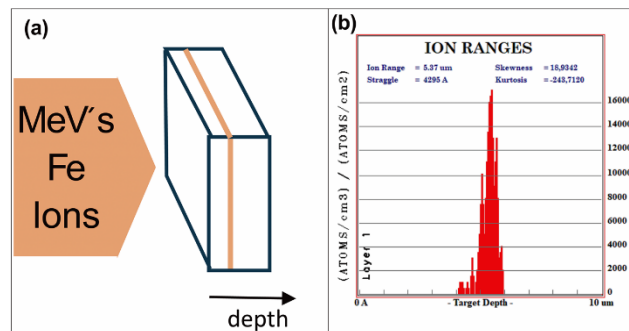 (a)
MeV´s
Fe
Ions
depth
(b)
ION RANGES
Ion Range = 5.37 um Skewness = 18,9342
Straggle = 4295 A Kurtosis = -243,7120
(ATOMS/cm3) / (ATOMS/cm2)
16000
14000
12000
10000
8000
6000
4000
2000
0
Layer 1
0 A - Target Depth - 10 um